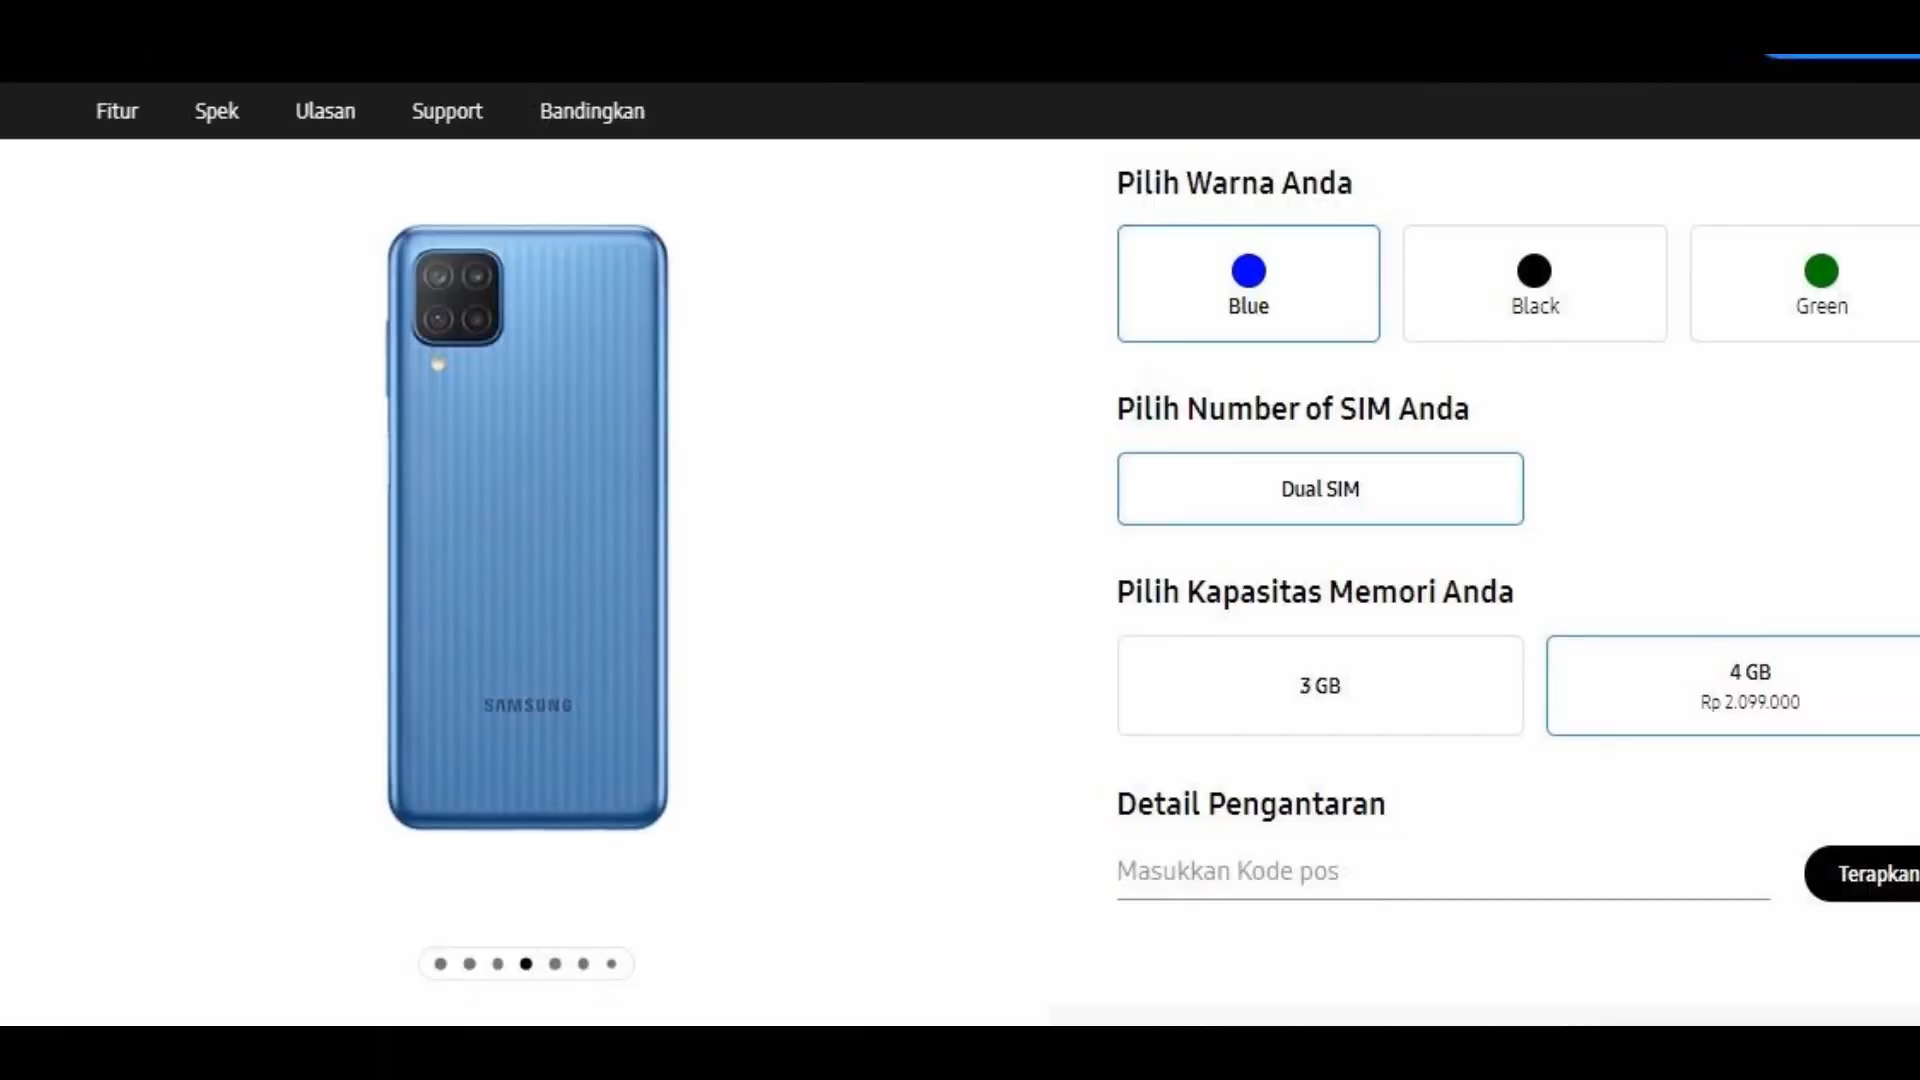 Fitur Spek Ulasan Support Bandingkan
Pilih Warna Anda
Blue Black Green
Pilih Number of SIM Anda
Dual SIM
Pilih Kapasitas Memori Anda
3 GB 4 GB
Rp 2.099.000
Detail Pengantaran
Masukkan Kode pos Terapkan
SAMSUNG